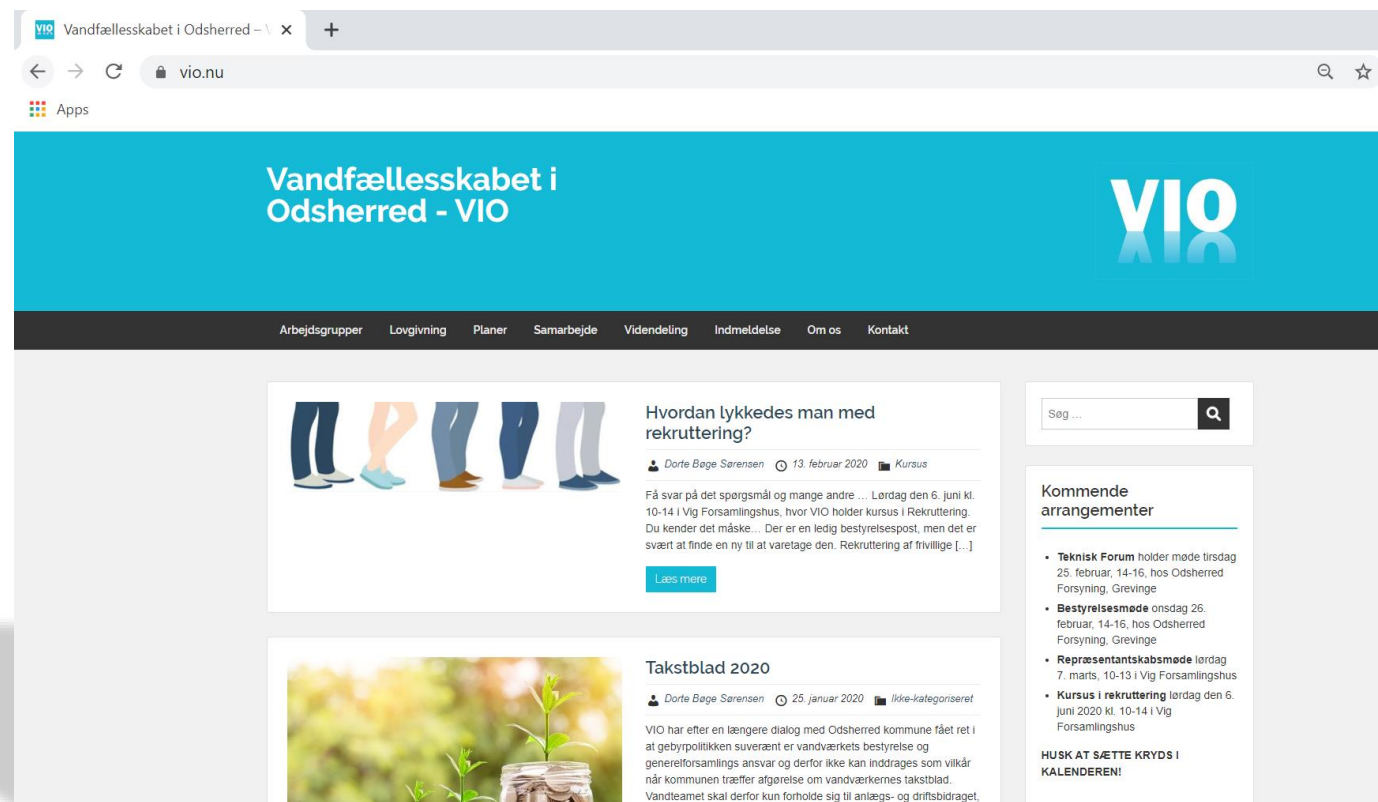 VIO
Vandfællesskabet i Odsherred –
vio.nu
Apps
Vandfællesskabet i
Odsherred - VIO
VIO
Arbejdsgrupper Lovgivning Planer Samarbejde Videndeling Indmeldelse Om os Kontakt
Hvordan lykkedes man med
rekruttering?
Dorte Bøge Sørensen 13. februar 2020 Kursus
Få svar på det spørgsmål og mange andre … Lørdag den 6. juni kl.
10-14 i Vig Forsamlingshus, hvor VIO holder kursus i Rekruttering.
Du kender det måske… Der er en ledig bestyrelsespost, men det er
svært at finde en ny til at varetage den. Rekruttering af frivillige […]
Læs mere
Takstblad 2020
Dorte Bøge Sørensen 25. januar 2020 Ikke-kategoriseret
VIO har efter en længere dialog med Odsherred kommune fået ret i
at gebyrpolitikken suverænt er vandværkets bestyrelse og
generelforsamlings ansvar og derfor ikke kan inddrages som vilkår
når kommunen træffer afgørelse om vandværkernes takstblad.
Vandteamet skal derfor kun forholde sig til anlægs- og driftsbidraget,
Søg ...
Kommende
arrangementer
Teknisk Forum holder møde tirsdag
25. februar, 14-16, hos Odsherred
Forsyning, Grevinge
Bestyrelsesmøde onsdag 26.
februar, 14-16, hos Odsherred
Forsyning, Grevinge
Repræsentantskabsmøde lørdag
7. marts, 10-13 i Vig Forsamlingshus
Kursus i rekruttering lørdag den 6.
juni 2020 kl. 10-14 i Vig
Forsamlingshus
HUSK AT SÆTTE KRYDS I
KALENDEREN!